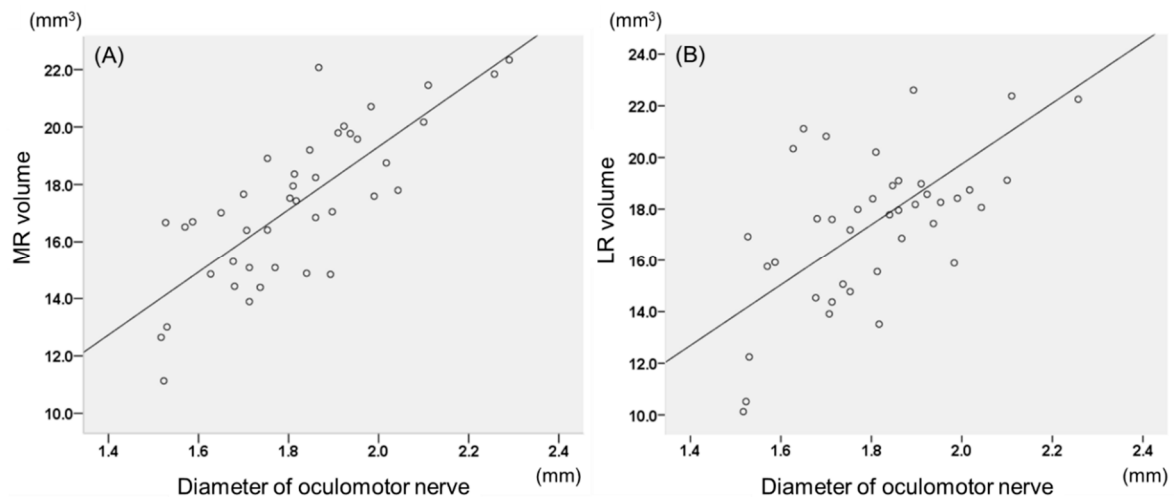 (mm³)
(A)
22.0
20.0
18.0
16.0
14.0
12.0
10.0
MR volume
1.4 1.6 1.8 2.0 2.2 2.4
(mm)
Diameter of oculomotor nerve
(mm³)
(B)
24.0
22.0
20.0
18.0
16.0
14.0
12.0
10.0
LR volume
1.4 1.6 1.8 2.0 2.2 2.4
(mm)
Diameter of oculomotor nerve